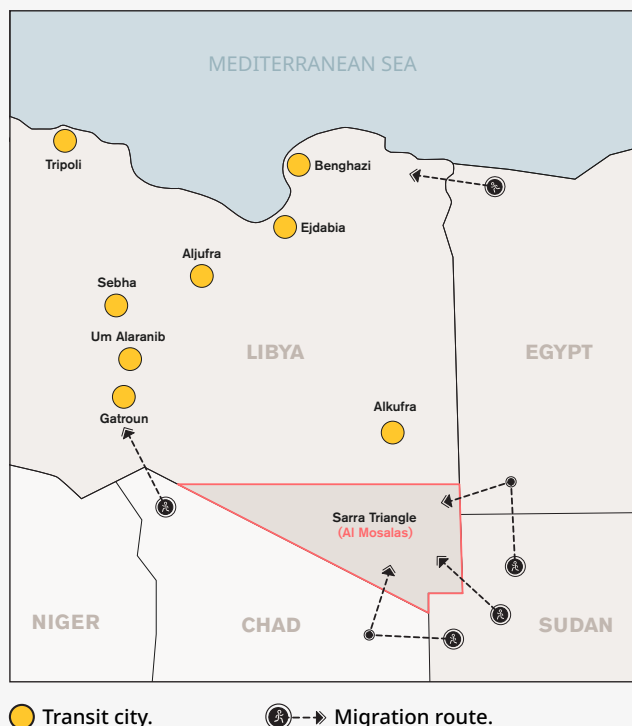 MEDITERRANEAN SEA
Tripoli
Benghazi
Ejdabia
Aljufra
Sebha
Um Alaranib
LIBYA
EGYPT
Gatroun
Alkufra
Sarra Triangle
(Al Mosalas)
NIGER
CHAD
SUDAN
Transit city.
Migration route.